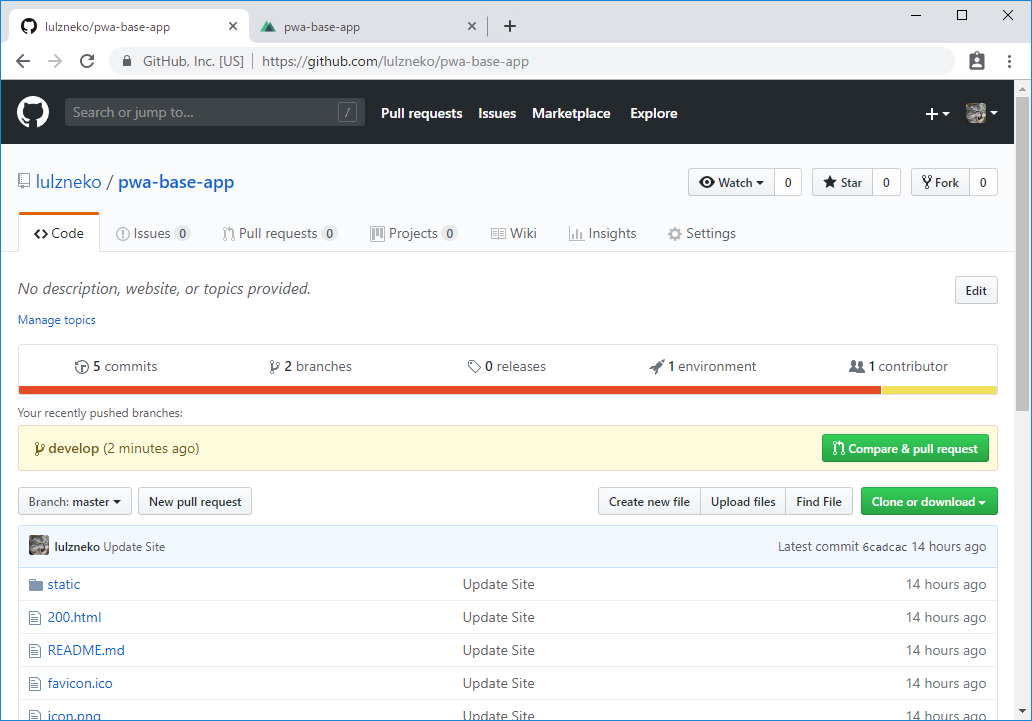 lulzneko/pwa-base-app
pwa-base-app
GitHub, Inc. [US] | https://github.com/lulzneko/pwa-base-app
Search or jump to... /
Pull requests Issues Marketplace Explore
lulzneko / pwa-base-app
Watch 0 Star 0 Fork 0
Code Issues 0 Pull requests 0 Projects 0 Wiki Insights Settings
No description, website, or topics provided.
Edit
Manage topics
5 commits 2 branches 0 releases 1 environment 1 contributor
Your recently pushed branches:
develop (2 minutes ago) Compare & pull request
Branch: master New pull request Create new file Upload files Find File Clone or download
lulzneko Update Site Latest commit 6cadcac 14 hours ago
static Update Site 14 hours ago
200.html Update Site 14 hours ago
README.md Update Site 14 hours ago
favicon.ico Update Site 14 hours ago
icon.png Update Site 14 hours ago